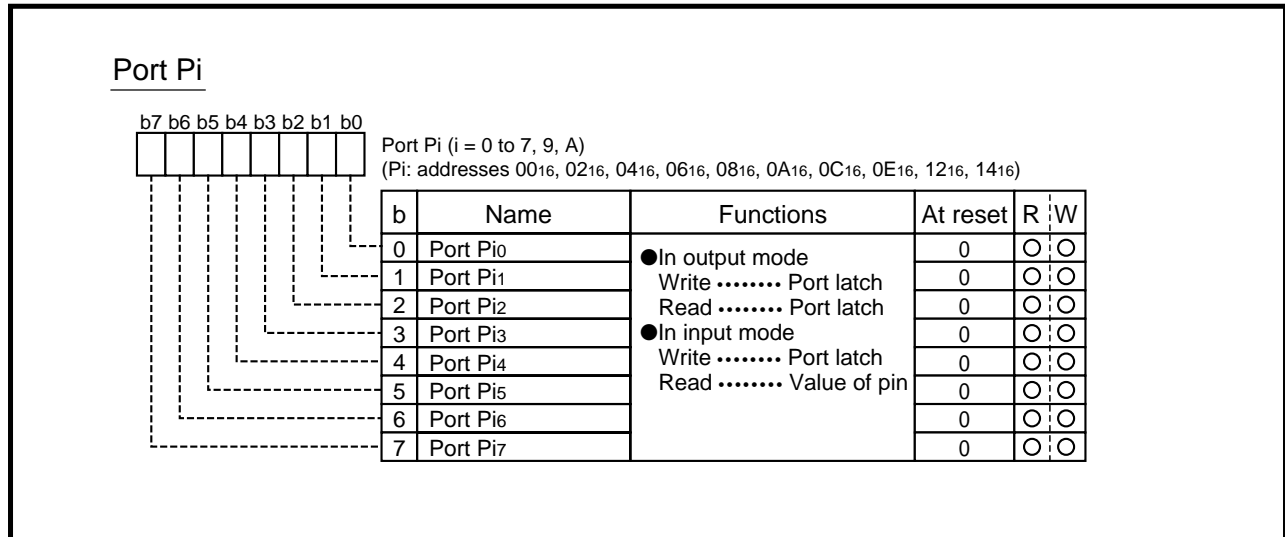 Port Pi
b7 b6 b5 b4 b3 b2 b1 b0
Port Pi (i = 0 to 7, 9, A)
(Pi: addresses 0016, 0216, 0416, 0616, 0816, 0A16, 0C16, 0E16, 1216, 1416)
b Name Functions At reset R W
0 Port Pi0 ●In output mode 0 ○ ○
1 Port Pi1 Write •••••••• Port latch 0 ○ ○
2 Port Pi2 Read •••••••• Port latch 0 ○ ○
3 Port Pi3 ●In input mode 0 ○ ○
4 Port Pi4 Write •••••••• Port latch 0 ○ ○
5 Port Pi5 Read •••••••• Value of pin 0 ○ ○
6 Port Pi6 0 ○ ○
7 Port Pi7 0 ○ ○